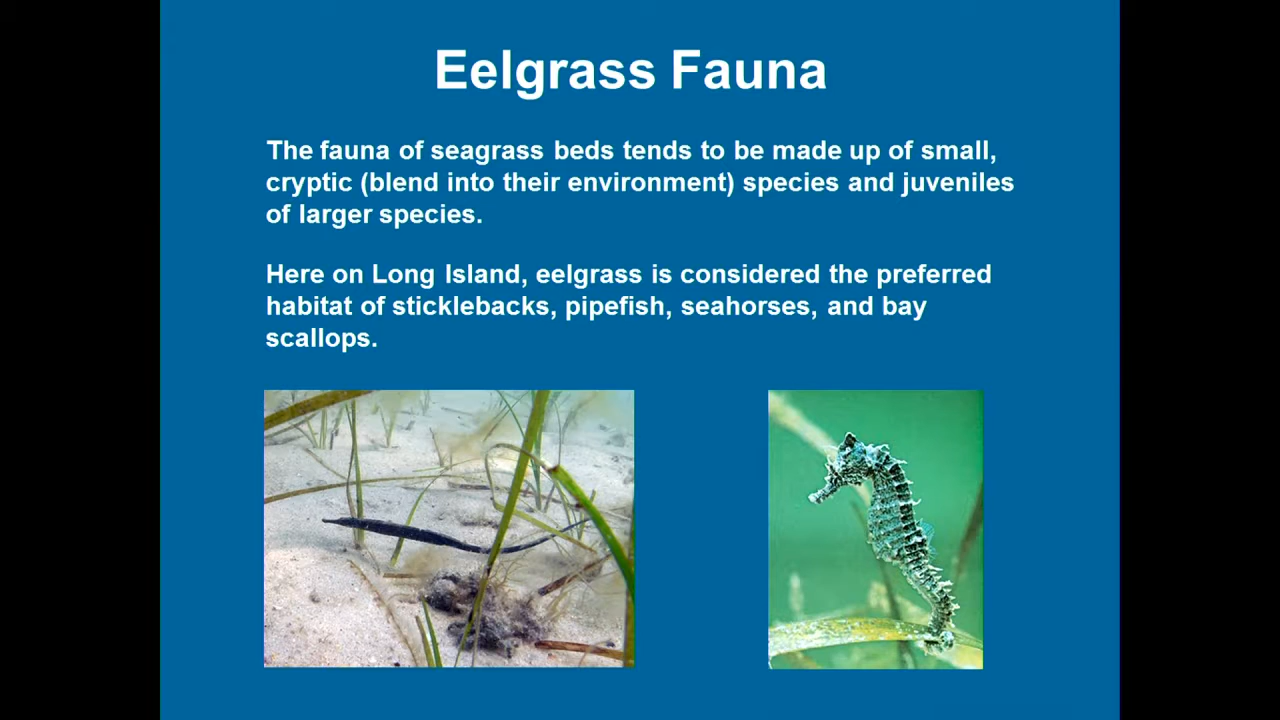 Eelgrass Fauna
The fauna of seagrass beds tends to be made up of small,
cryptic (blend into their environment) species and juveniles
of larger species.
Here on Long Island, eelgrass is considered the preferred
habitat of sticklebacks, pipefish, seahorses, and bay
scallops.